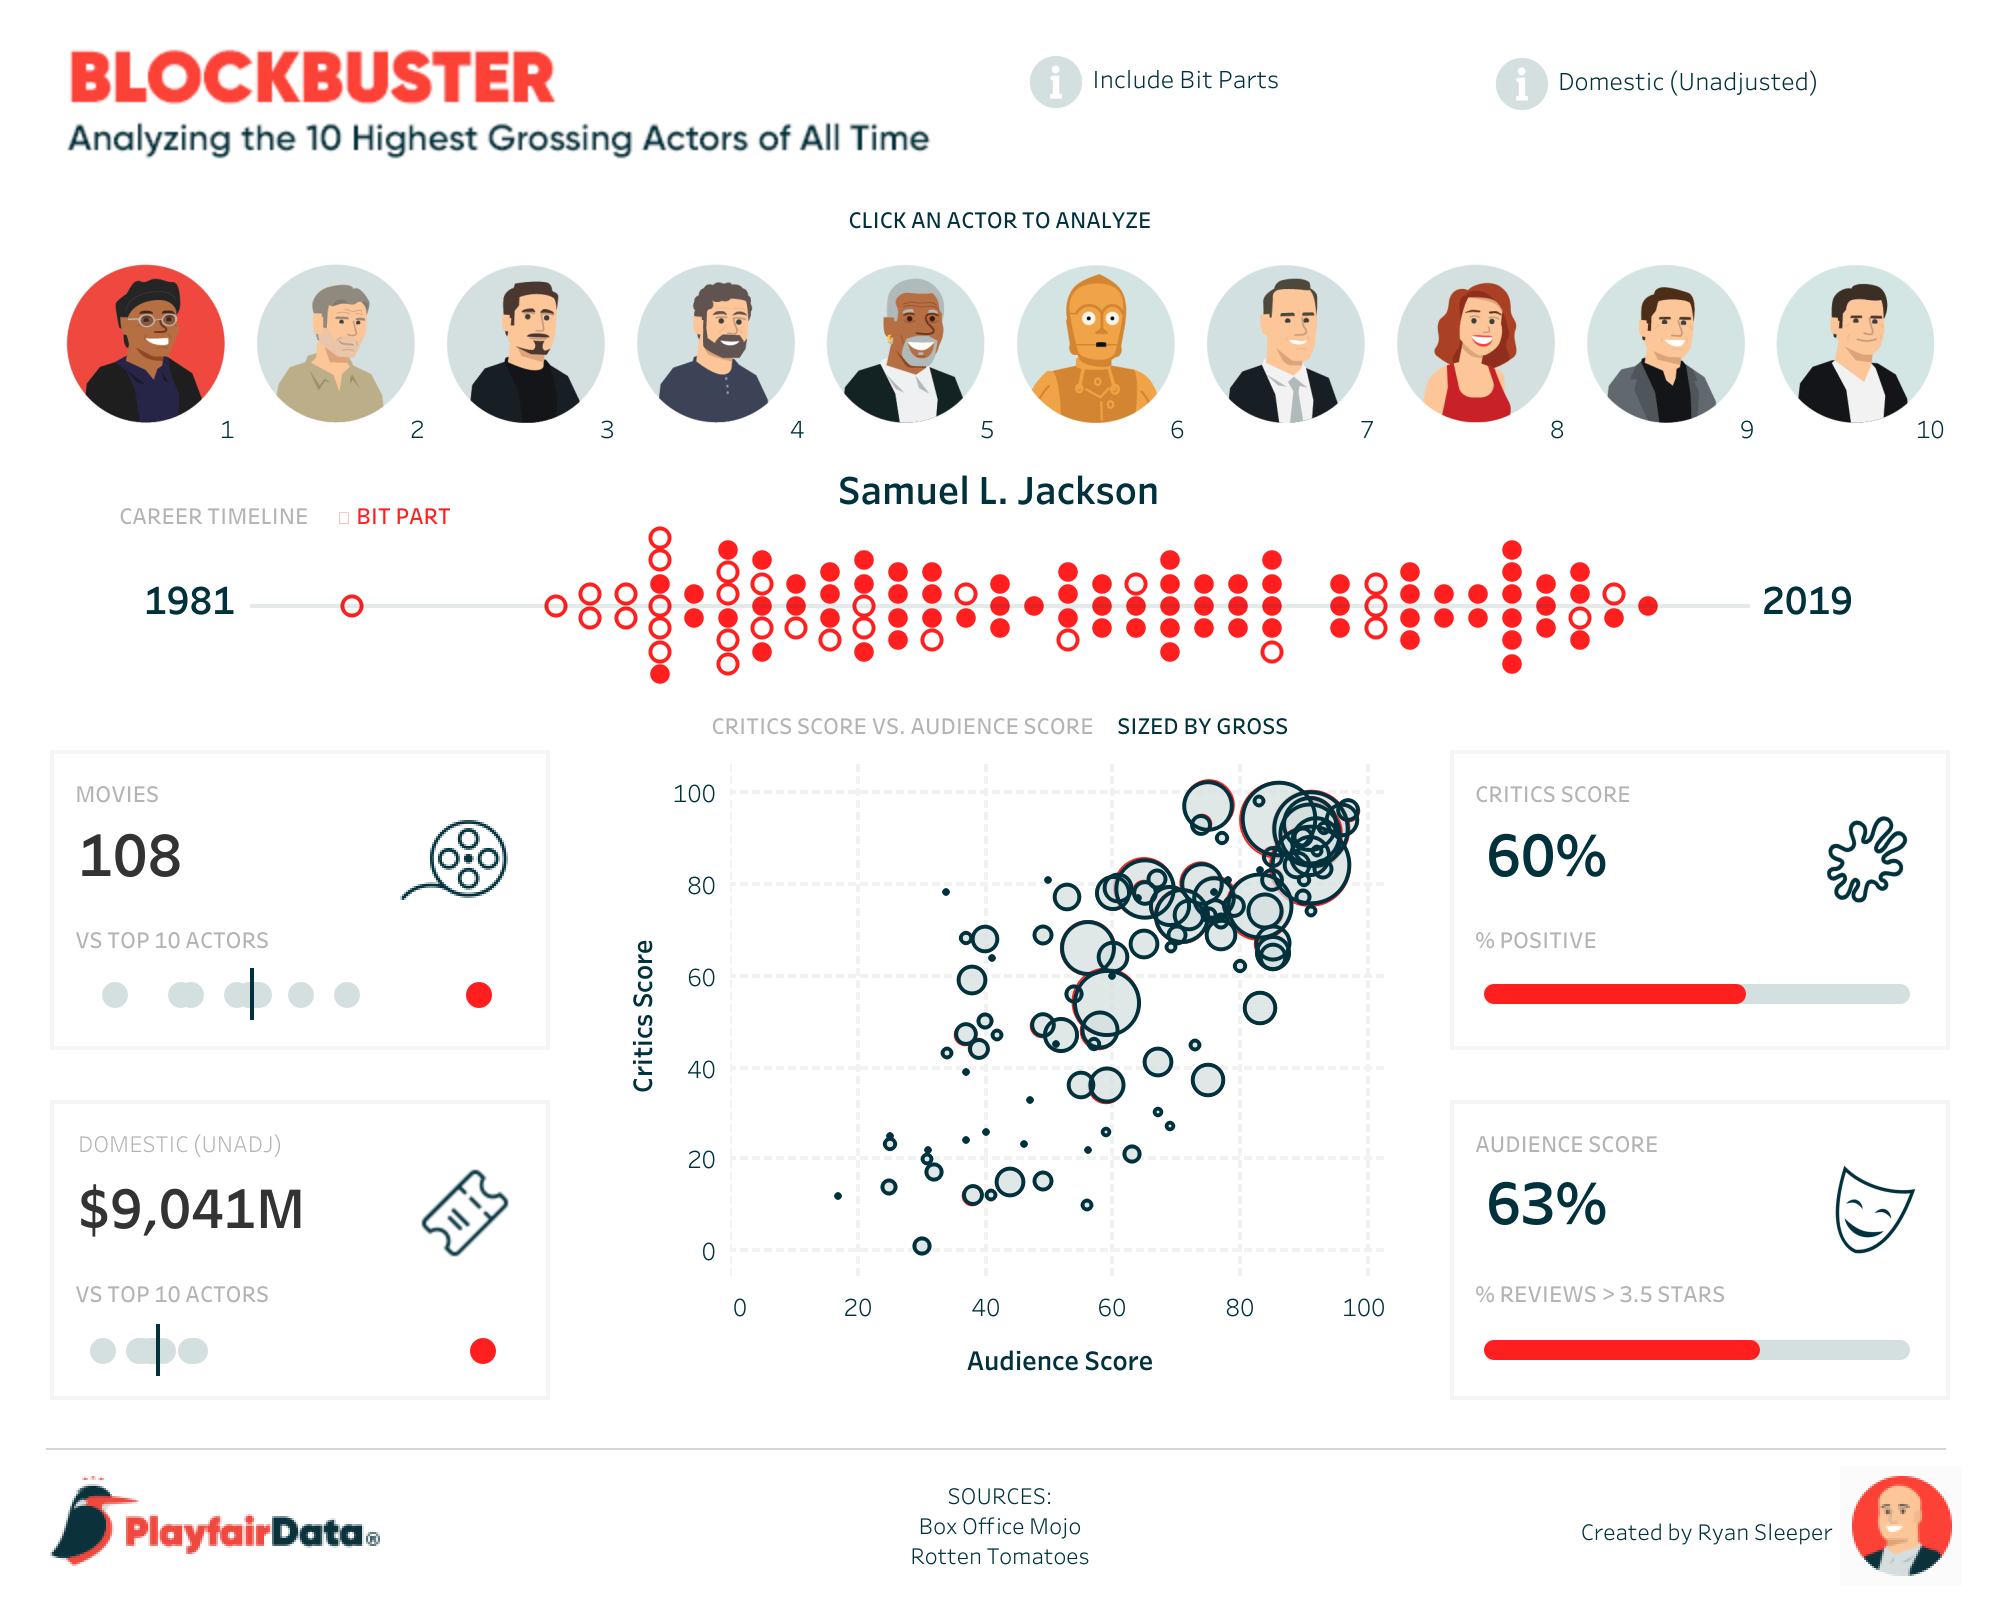 BLOCKBUSTER
Analyzing the 10 Highest Grossing Actors of All Time
i Include Bit Parts
i Domestic (Unadjusted)
CLICK AN ACTOR TO ANALYZE
1 2 3 4 5 6 7 8 9 10
Samuel L. Jackson
CAREER TIMELINE □ BIT PART
1981
2019
CRITICS SCORE VS. AUDIENCE SCORE SIZED BY GROSS
MOVIES
108
VS TOP 10 ACTORS
DOMESTIC (UNADJ)
$9,041M
VS TOP 10 ACTORS
Critics Score
100
80
60
40
20
0
0 20 40 60 80 100
Audience Score
CRITICS SCORE
60%
% POSITIVE
AUDIENCE SCORE
63%
% REVIEWS > 3.5 STARS
PlayfairData®
SOURCES:
Box Office Mojo
Rotten Tomatoes
Created by Ryan Sleeper